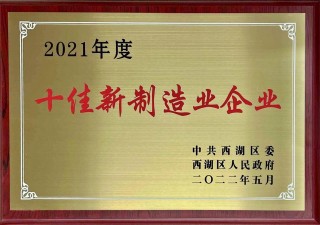 2021年度
十佳新制造业企业
中共西湖区委
西湖区人民政府
二〇二二年五月